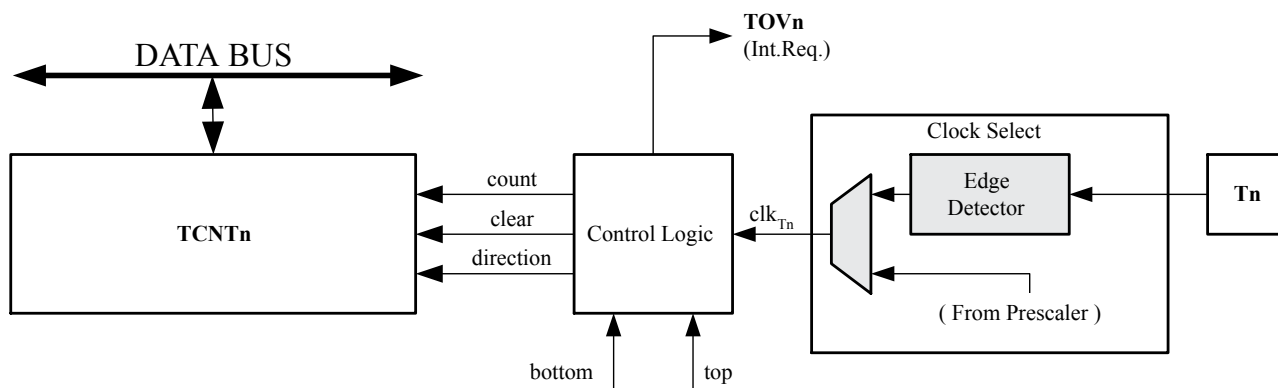 TOVn
(Int.Req.)
DATA BUS
Clock Select
count
Edge
Detector
Tn
TCNTn
clear
Control Logic
clkTn
direction
( From Prescaler )
bottom
top